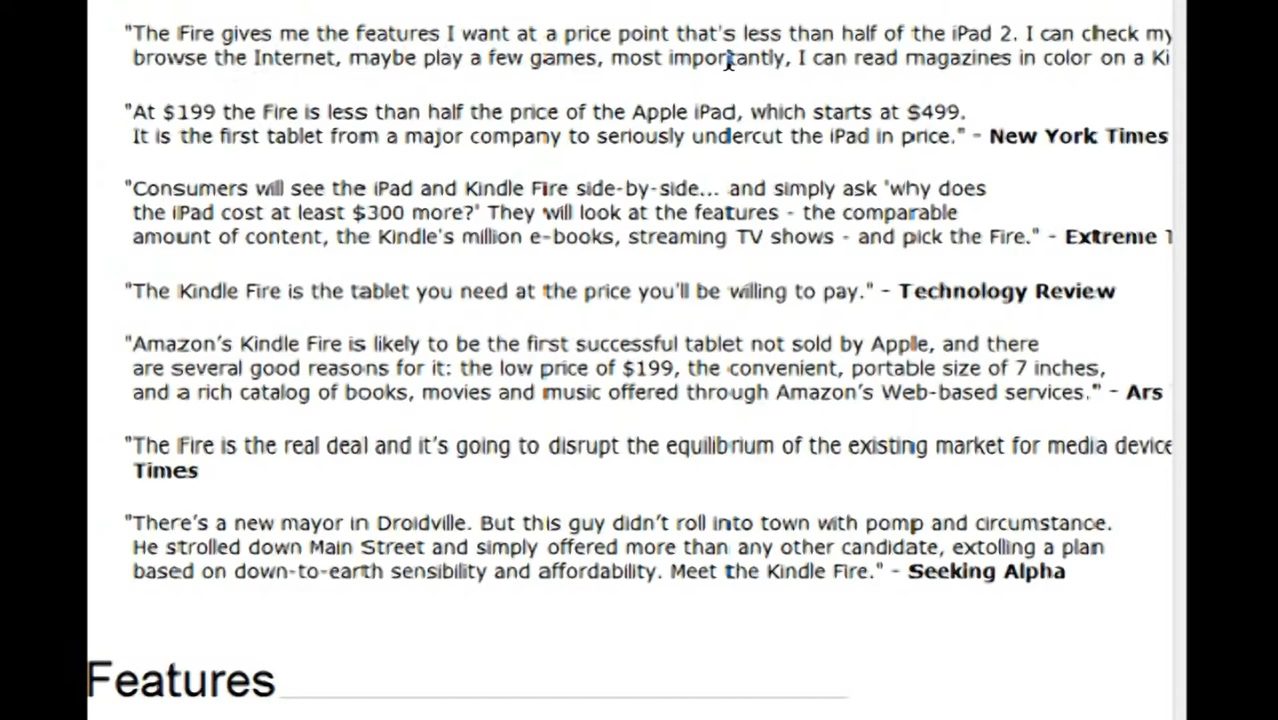 "The Fire gives me the features I want at a price point that's less than half of the iPad 2. I can check my
browse the Internet, maybe play a few games, most importantly, I can read magazines in color on a Ki
"At $199 the Fire is less than half the price of the Apple iPad, which starts at $499.
It is the first tablet from a major company to seriously undercut the iPad in price." - New York Times
"Consumers will see the iPad and Kindle Fire side-by-side... and simply ask 'why does
the iPad cost at least $300 more?' They will look at the features - the comparable
amount of content, the Kindle's million e-books, streaming TV shows - and pick the Fire." - Extreme
"The Kindle Fire is the tablet you need at the price you'll be willing to pay." - Technology Review
"Amazon's Kindle Fire is likely to be the first successful tablet not sold by Apple, and there
are several good reasons for it: the low price of $199, the convenient, portable size of 7 inches,
and a rich catalog of books, movies and music offered through Amazon's Web-based services." - Ars
"The Fire is the real deal and it's going to disrupt the equilibrium of the existing market for media device
Times
"There's a new mayor in Droidville. But this guy didn't roll into town with pomp and circumstance.
He strolled down Main Street and simply offered more than any other candidate, extolling a plan
based on down-to-earth sensibility and affordability. Meet the Kindle Fire." - Seeking Alpha
Features